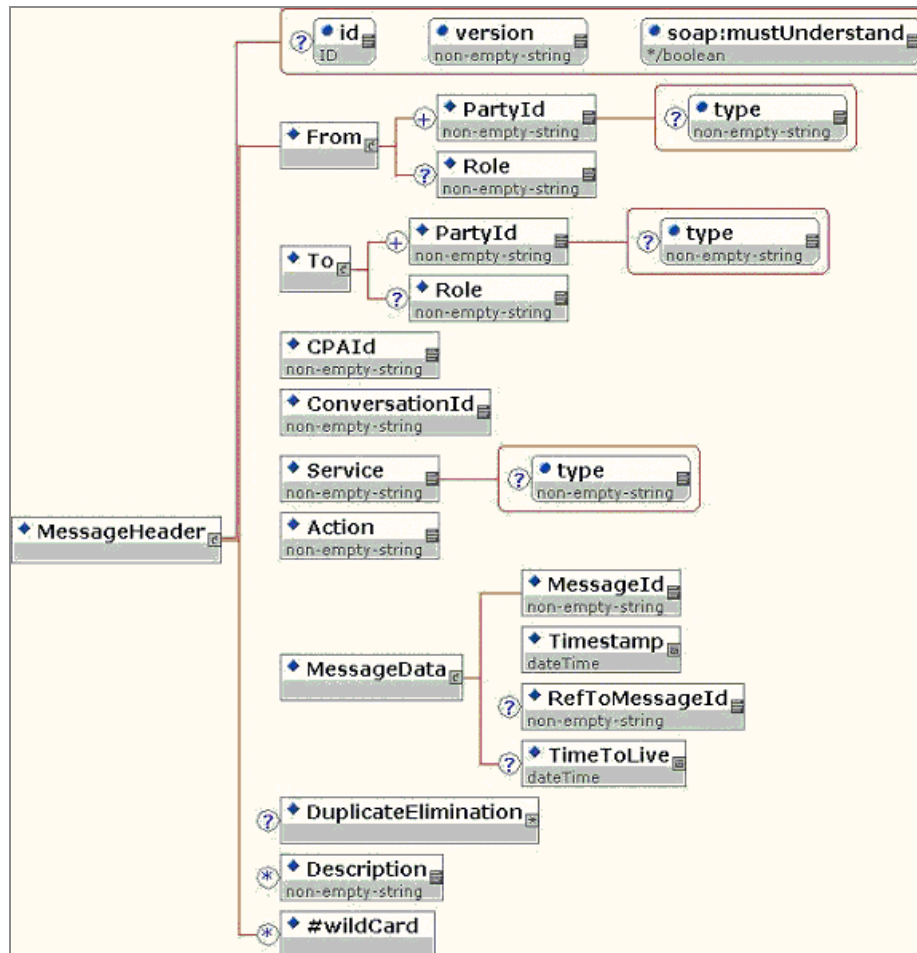 ? id
ID
version
non-empty-string
soap:mustUnderstand
*/boolean
From
+ PartyId
non-empty-string
? type
non-empty-string
? Role
non-empty-string
To
+ PartyId
non-empty-string
? type
non-empty-string
? Role
non-empty-string
CPAId
non-empty-string
ConversationId
non-empty-string
Service
non-empty-string
? type
non-empty-string
MessageHeader
Action
non-empty-string
MessageData
MessageId
non-empty-string
Timestamp
dateTime
? RefToMessageId
non-empty-string
? TimeToLive
dateTime
? DuplicateElimination
* Description
non-empty-string
* #wildCard